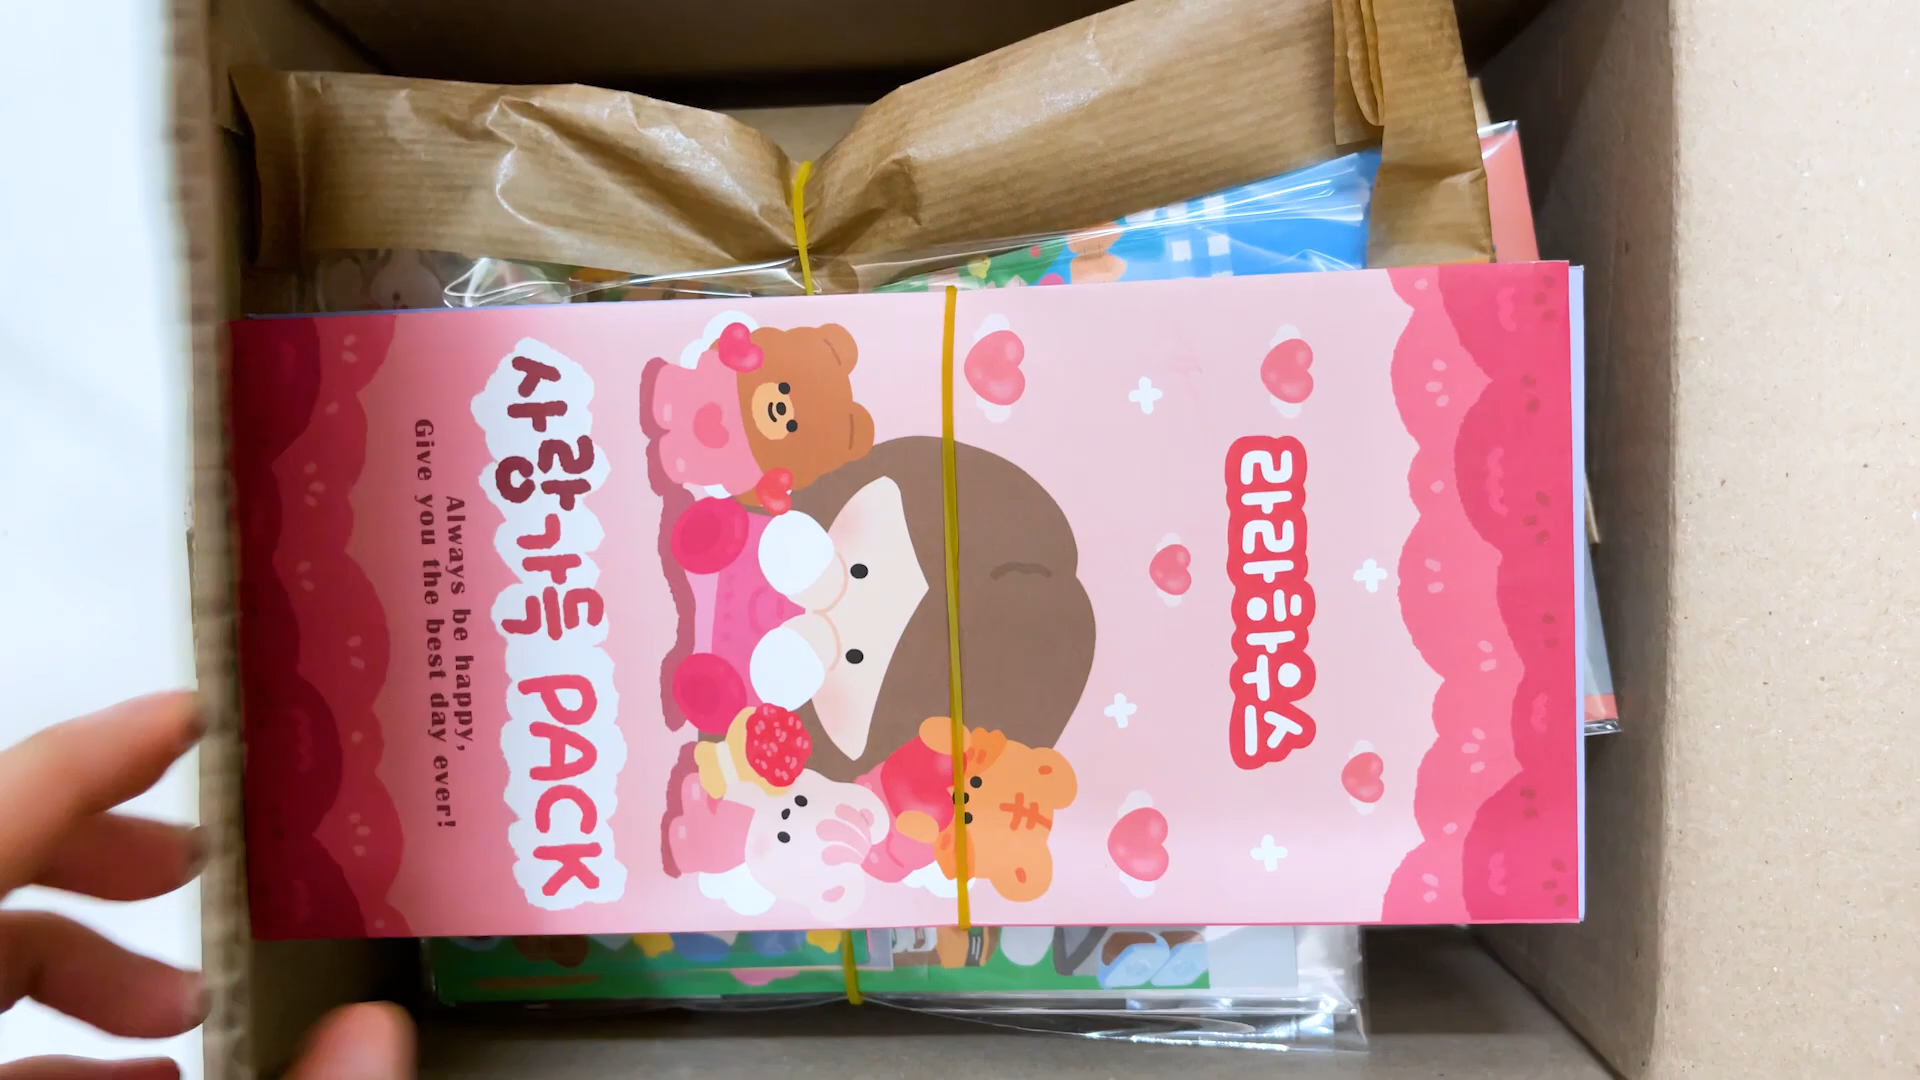 라라하우스
사랑가득 PACK
Always be happy,
Give you the best day ever!